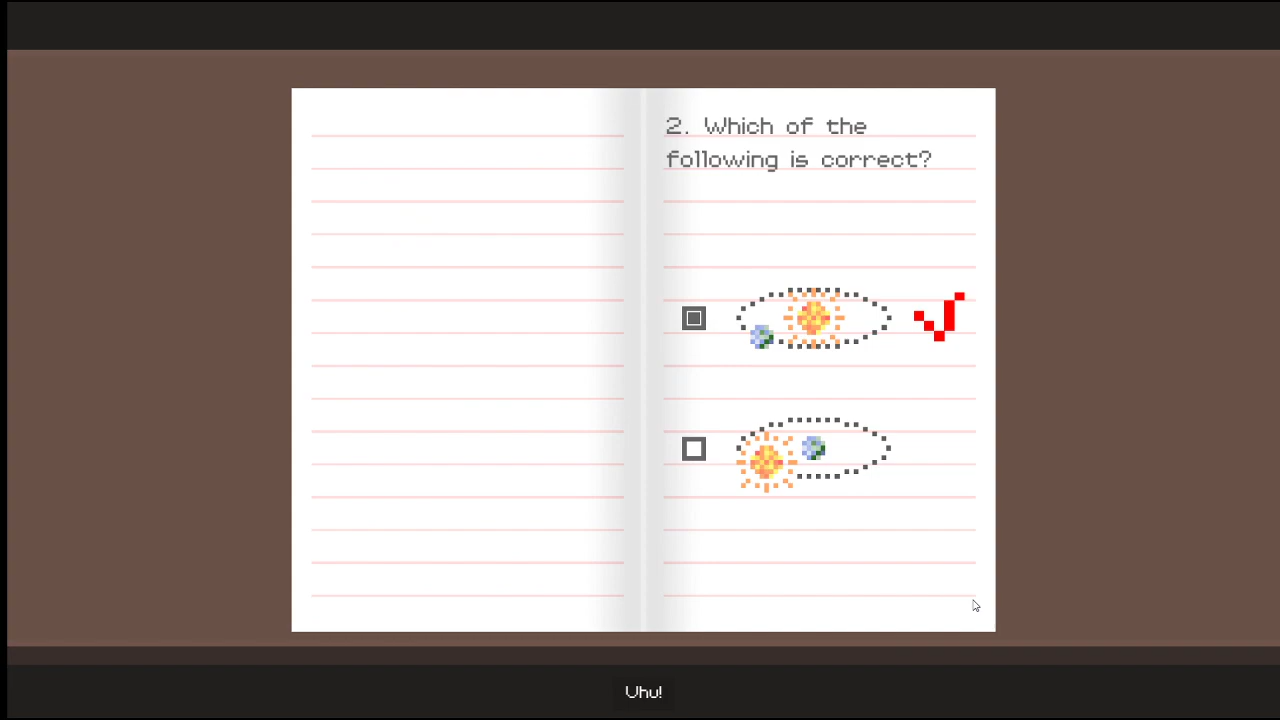 2. Which of the
following is correct?
Uhu!